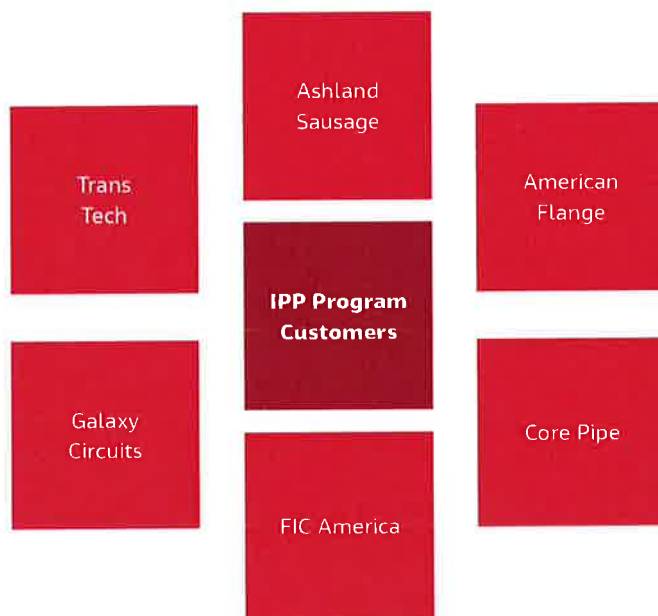 Ashland
Sausage
Trans
Tech
American
Flange
IPP Program
Customers
Galaxy
Circuits
Core Pipe
FIC America